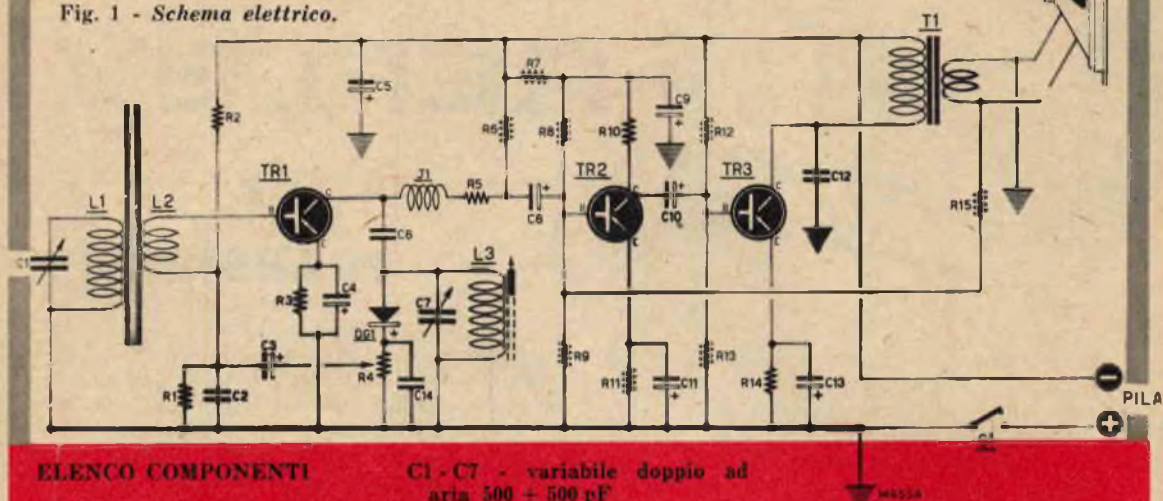 Fig. 1 - Schema elettrico.
T1
C5
R7
R2
R6
R8
R10
C9
R12
TR1
C
J1
R5
C8
TR2
C
C10
TR3
C
C12
L1
L2
B
B
B
R15
C1
C6
L3
R3
C4
C7
DG1
R4
C3
R1
C2
C14
R9
R11
C11
R13
R14
C13
PILA
ELENCO COMPONENTI
C1 - C7 - variabile doppio ad
aria 500 + 500 pF
MASSA